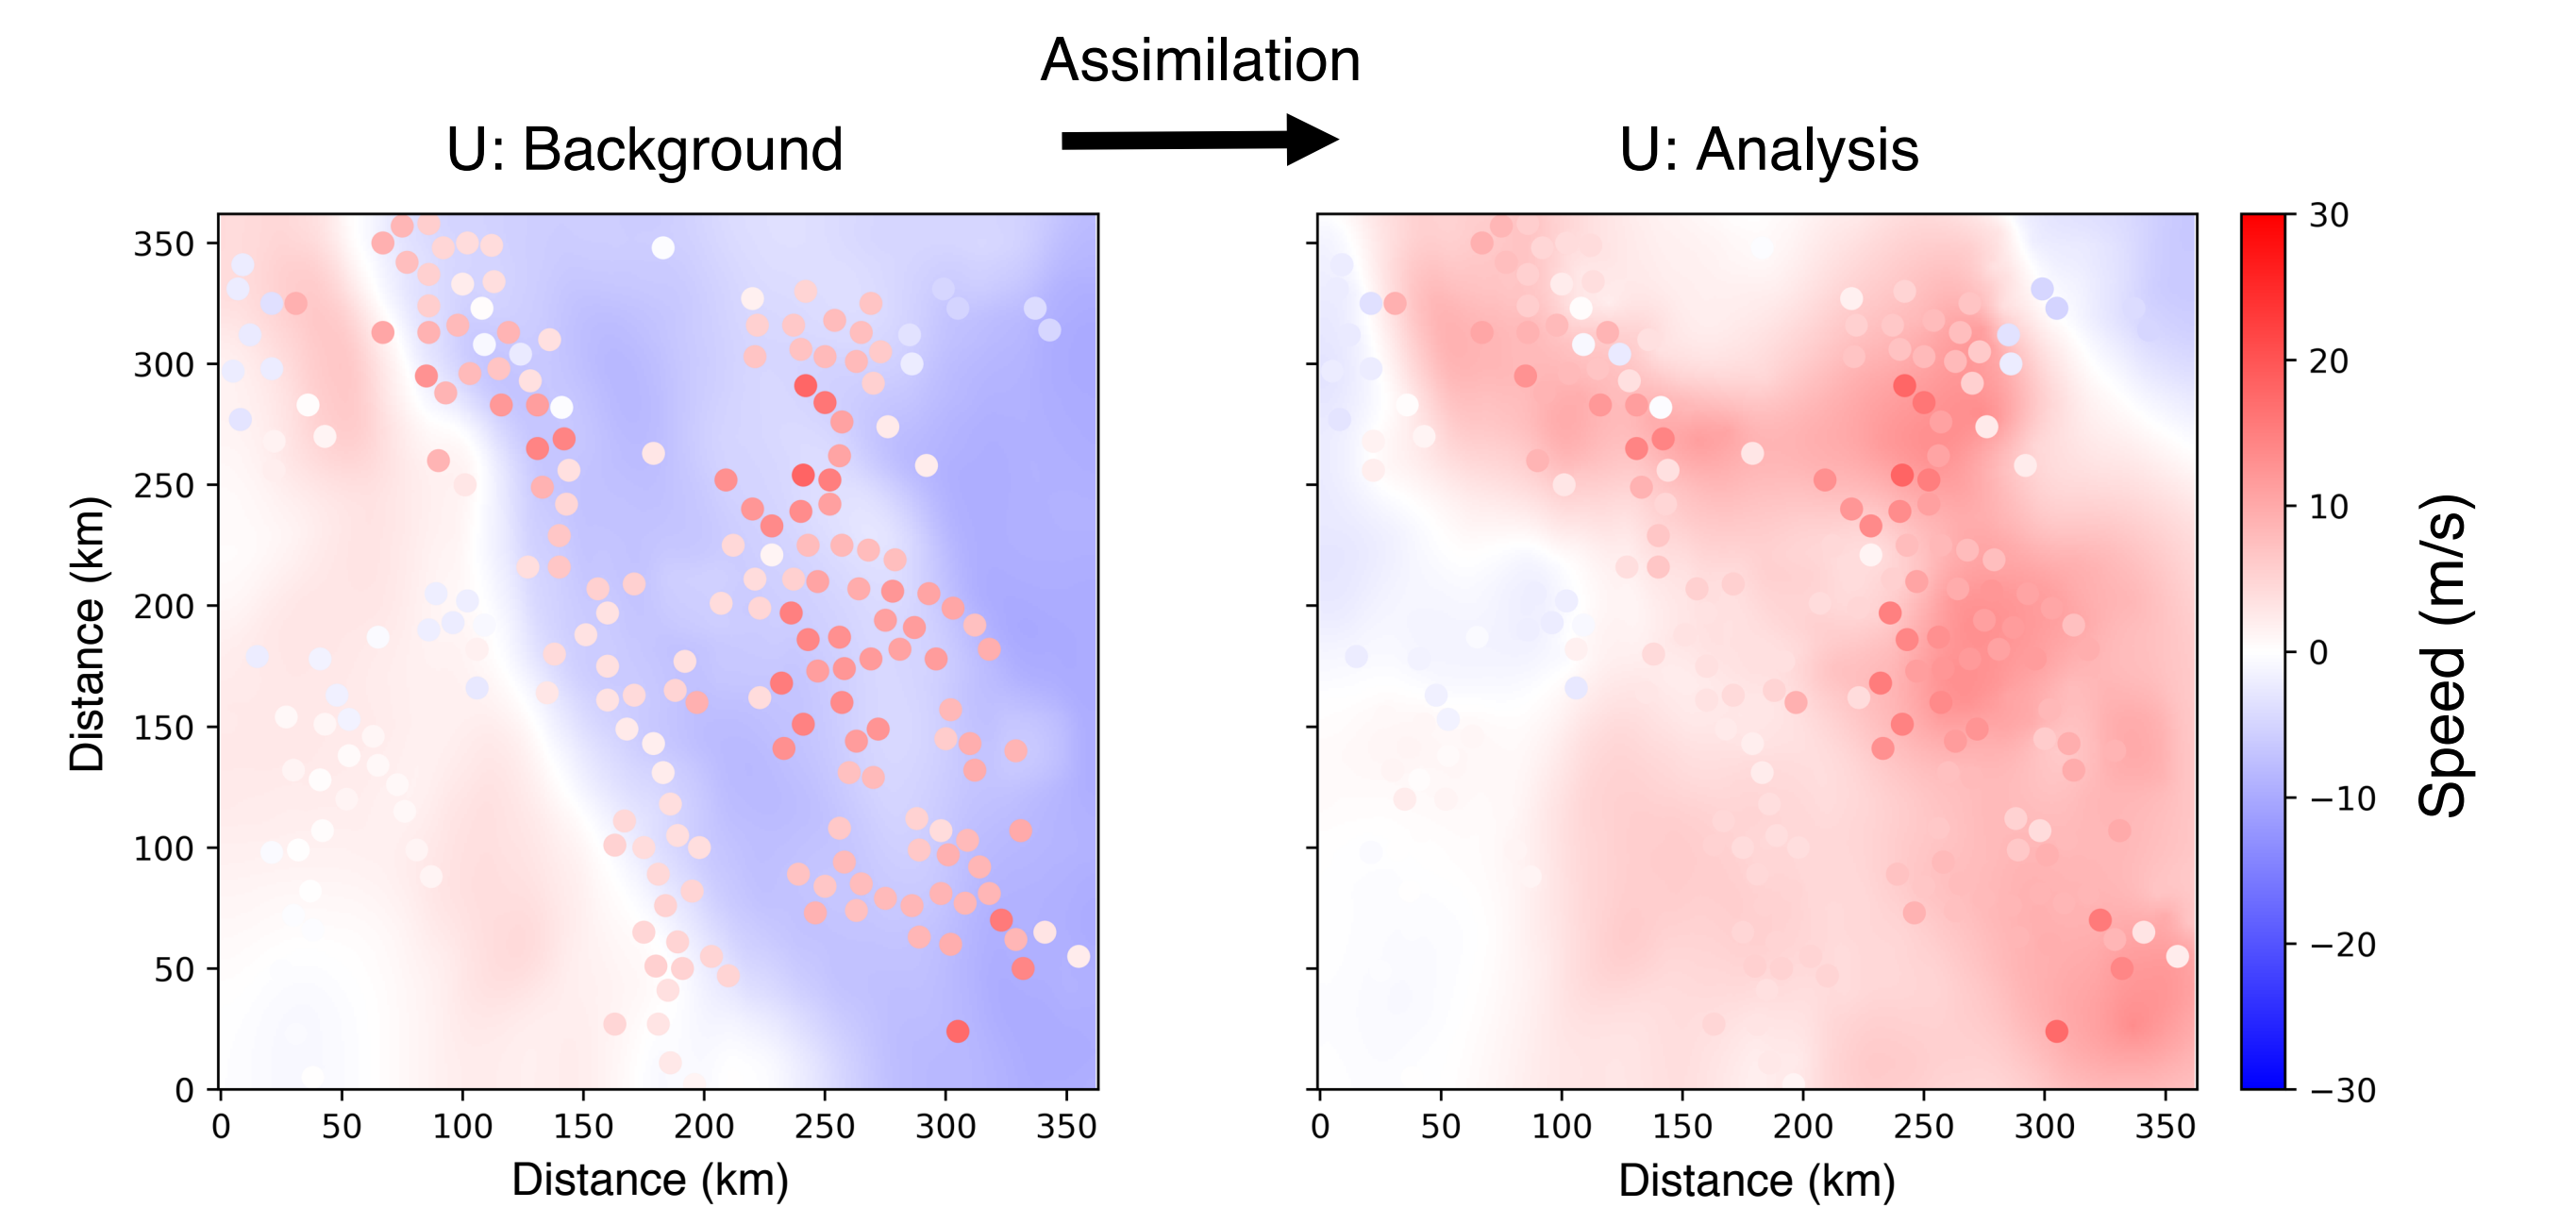 Assimilation
U: Background
U: Analysis
Distance (km)
350
300
250
200
150
100
50
0
0 50 100 150 200 250 300 350
Distance (km)
0 50 100 150 200 250 300 350
Distance (km)
30
20
10
0
−10
−20
−30
Speed (m/s)